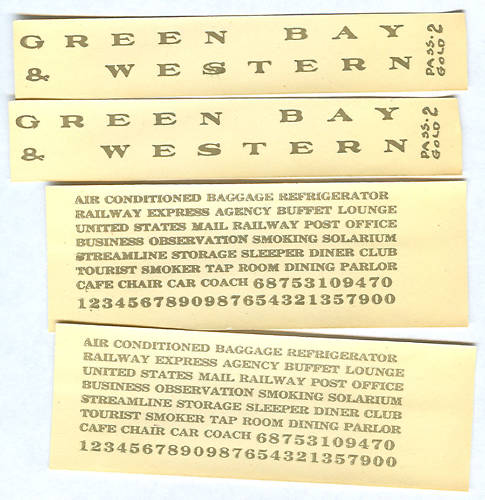 GREEN BAY
& WESTERN
PASS. 2
GOLD
GREEN BAY
& WESTERN
PASS. 2
GOLD
AIR CONDITIONED BAGGAGE REFRIGERATOR
RAILWAY EXPRESS AGENCY BUFFET LOUNGE
UNITED STATES MAIL RAILWAY POST OFFICE
BUSINESS OBSERVATION SMOKING SOLARIUM
STREAMLINE STORAGE SLEEPER DINER CLUB
TOURIST SMOKER TAP ROOM DINING PARLOR
CAFE CHAIR CAR COACH 68753109470
12345678909876543 21357900
AIR CONDITIONED BAGGAGE REFRIGERATOR
RAILWAY EXPRESS AGENCY BUFFET LOUNGE
UNITED STATES MAIL RAILWAY POST OFFICE
BUSINESS OBSERVATION SMOKING SOLARIUM
STREAMLINE STORAGE SLEEPER DINER CLUB
TOURIST SMOKER TAP ROOM DINING PARLOR
CAFE CHAIR CAR COACH 68753109470
1234567890987654321357900